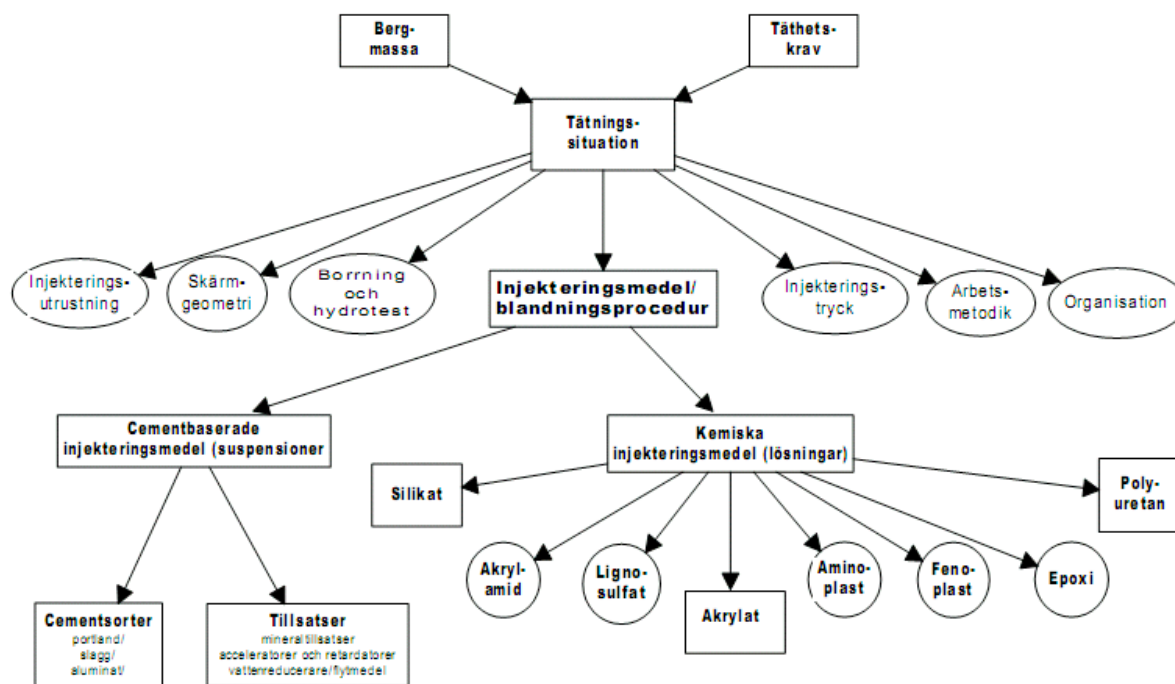 Berg-
massa
Täthets-
krav
Tätnings-
situation
Injekterings-
utrustning
Skärm-
geometri
Borrning
och
hydrotest
Injekteringsmedel/
blandningsprocedur
Injekterings-
tryck
Arbets-
metodik
Organisation
Cementbaserade
injekteringsmedel (suspensioner
Kemiska
injekteringsmedel (lösningar)
Silikat
Poly-
uretan
Akryl-
amid
Ligno-
sulfat
Akrylat
Amino-
plast
Feno-
plast
Epoxi
Cementsorter
portland/
slagg/
aluminat/
Tillsatser
mineraltillsatser
acceleratorer och retardatorer
vattenreducerare/flytmedel